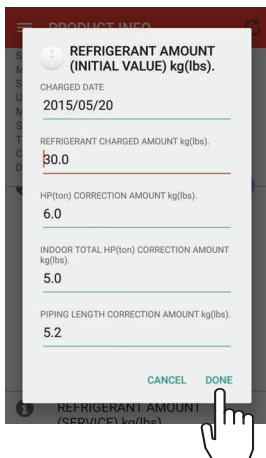 PRODUCT INFO
REFRIGERANT AMOUNT
(INITIAL VALUE) kg(lbs).
CHARGED DATE
2015/05/20
REFRIGERANT CHARGED AMOUNT kg(lbs).
30.0
HP(ton) CORRECTION AMOUNT kg(lbs).
6.0
INDOOR TOTAL HP(ton) CORRECTION AMOUNT
kg(lbs).
5.0
PIPING LENGTH CORRECTION AMOUNT kg(lbs).
5.2
CANCEL DONE
REFRIGERANT AMOUNT
(SERVICE) kg(lbs)